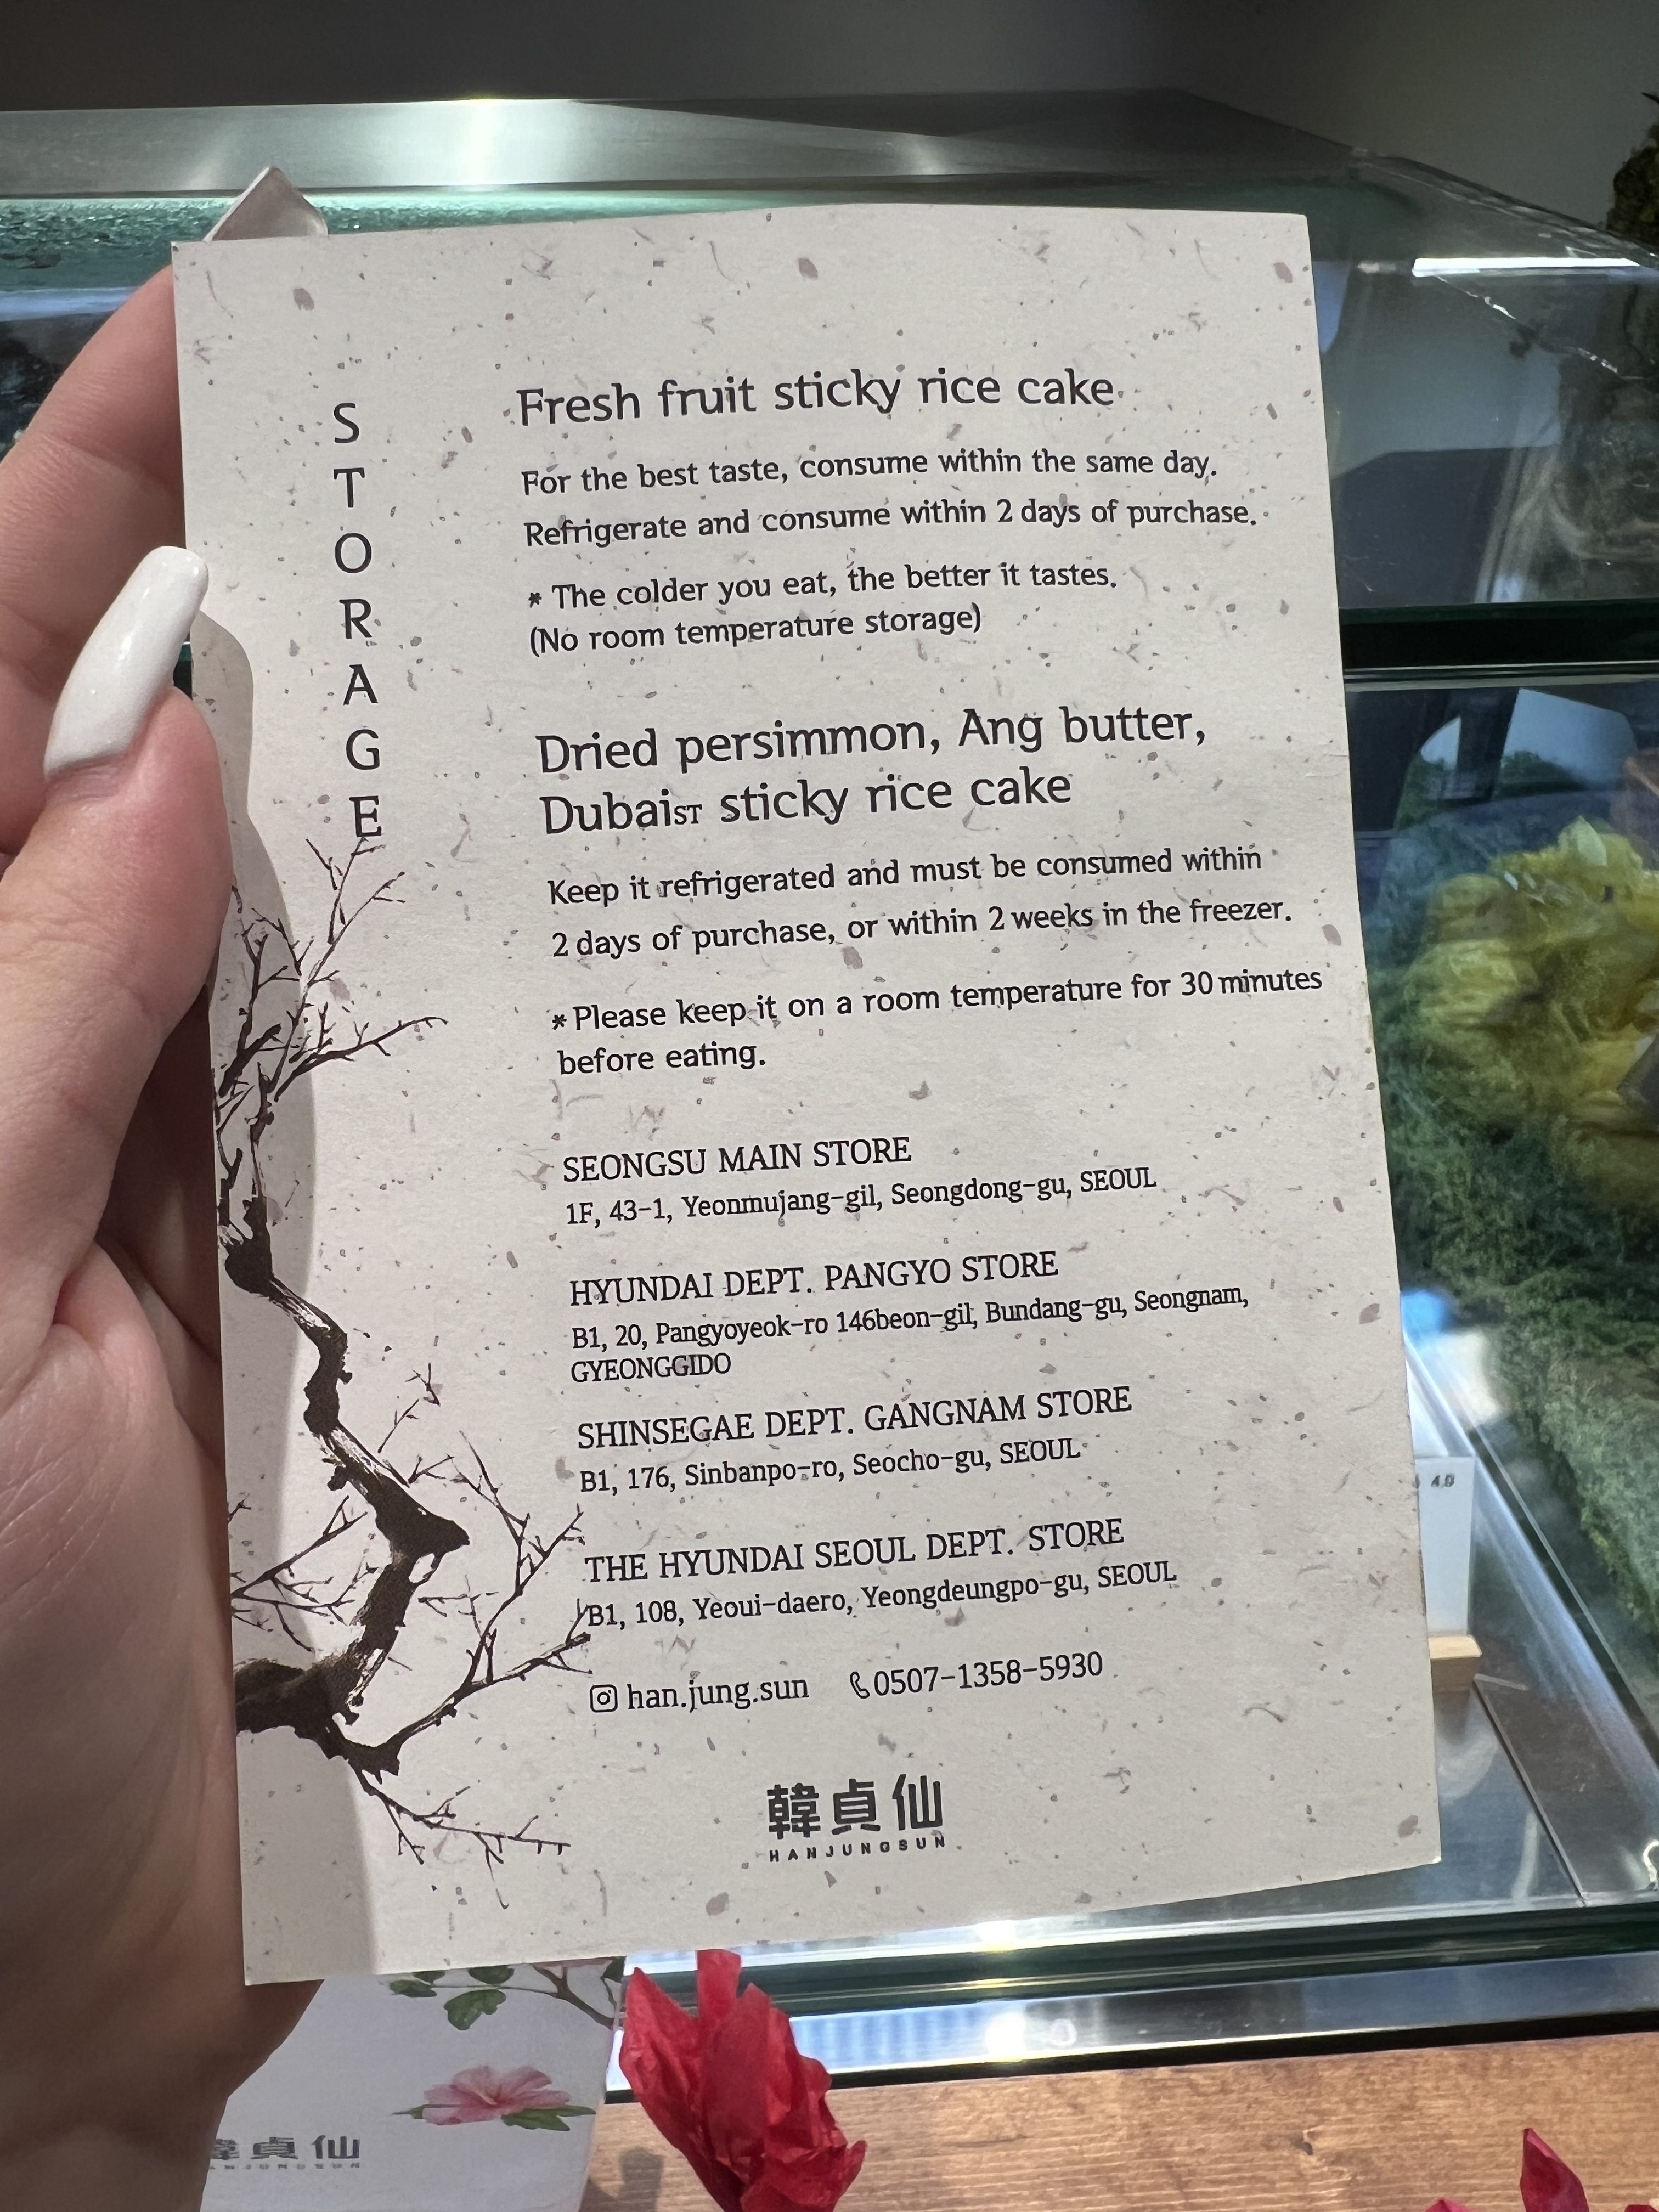 STORAGE
Fresh fruit sticky rice cake
For the best taste, consume within the same day.
Refrigerate and consume within 2 days of purchase.
* The colder you eat, the better it tastes.
(No room temperature storage)
Dried persimmon, Ang butter,
DubaiST sticky rice cake
Keep it refrigerated and must be consumed within
2 days of purchase, or within 2 weeks in the freezer.
* Please keep it on a room temperature for 30 minutes
before eating.
SEONGSU MAIN STORE
1F, 43-1, Yeonmujang-gil, Seongdong-gu, SEOUL
HYUNDAI DEPT. PANGYO STORE
B1, 20, Pangyoyeok-ro 146beon-gil, Bundang-gu, Seongnam,
GYEONGGIDO
SHINSEGAE DEPT. GANGNAM STORE
B1, 176, Sinbanpo-ro, Seocho-gu, SEOUL
THE HYUNDAI SEOUL DEPT. STORE
B1, 108, Yeoui-daero, Yeongdeungpo-gu, SEOUL
han.jung.sun 0507-1358-5930
韓貞仙
HANJUNGSUN
韓貞仙
4.9